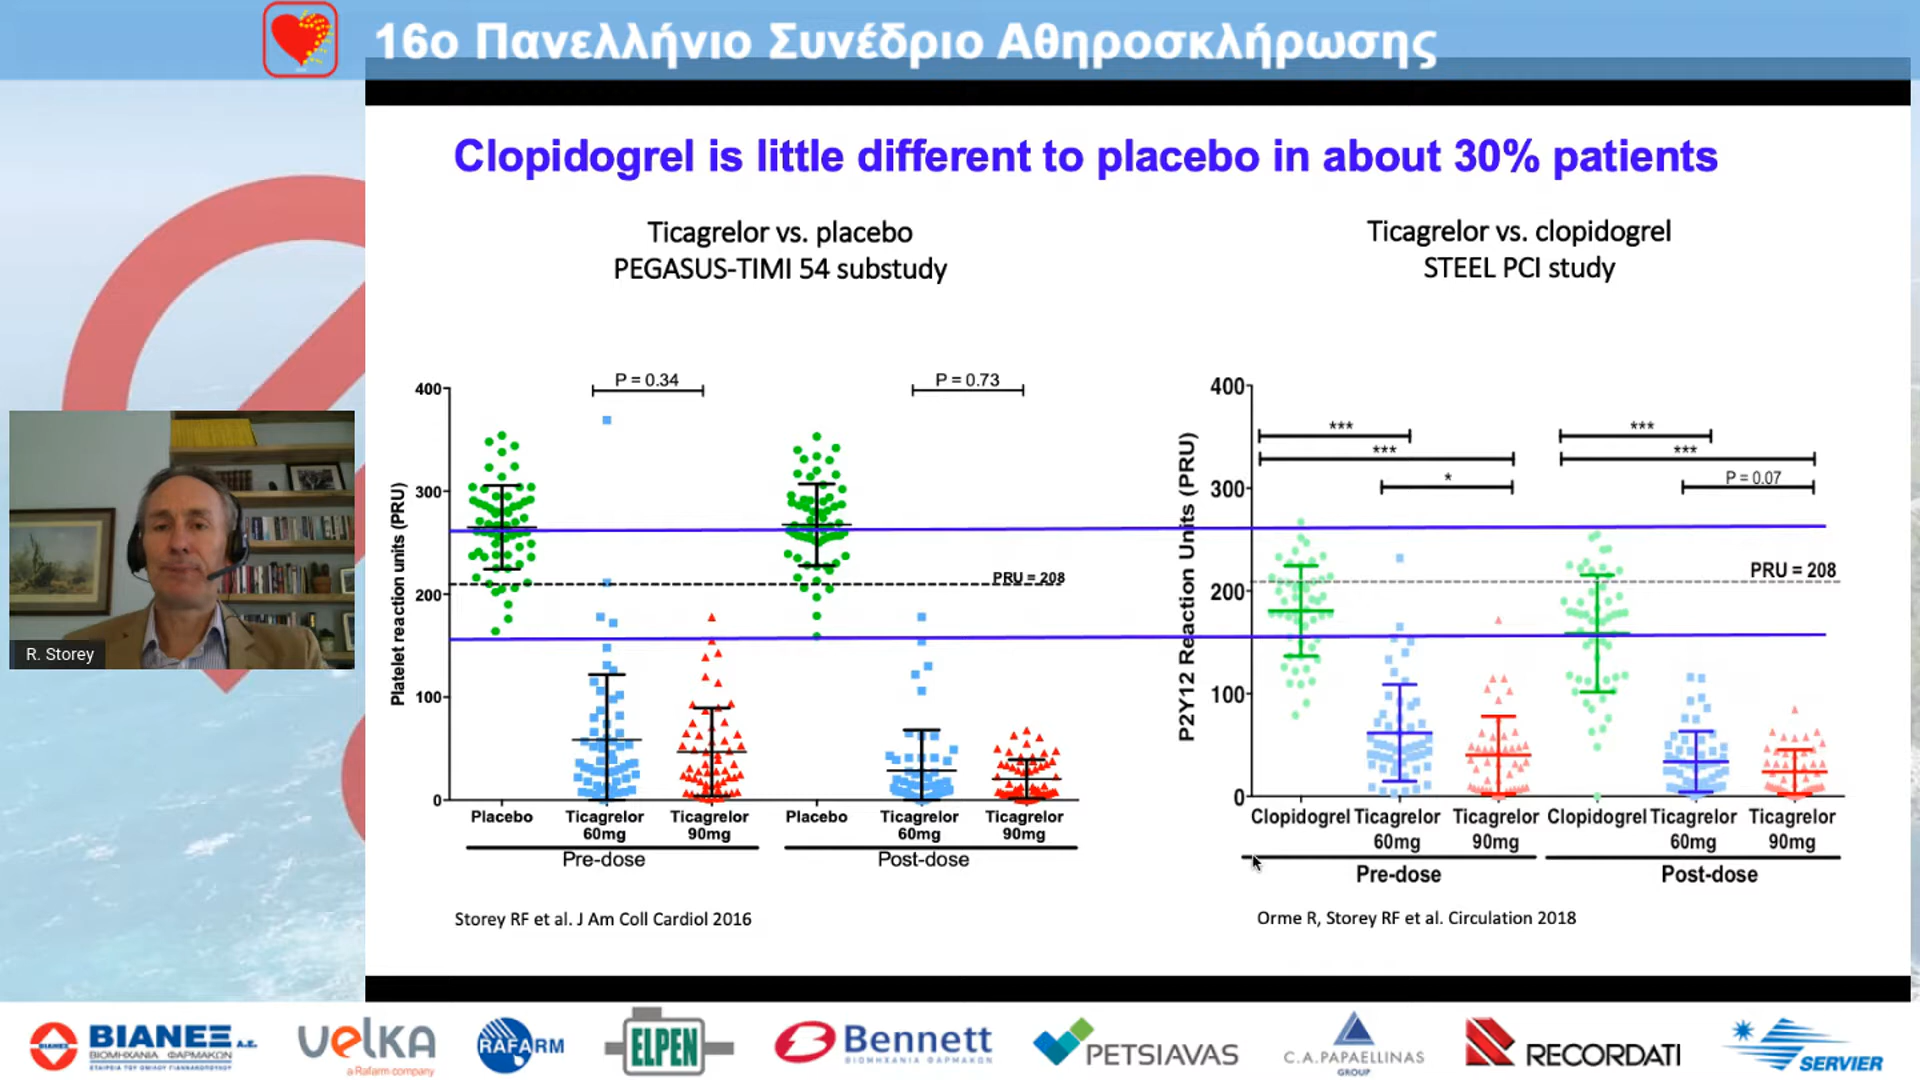 16ο Πανελλήνιο Συνέδριο Αθηροσκλήρωσης
Clopidogrel is little different to placebo in about 30% patients
Ticagrelor vs. placebo
PEGASUS-TIMI 54 substudy
Ticagrelor vs. clopidogrel
STEEL PCI study
Platelet reaction units (PRU)
400
300
200
100
0
P = 0.34
P = 0.73
PRU = 208
Placebo
Ticagrelor
60mg
Ticagrelor
90mg
Placebo
Ticagrelor
60mg
Ticagrelor
90mg
Pre-dose
Post-dose
P2Y12 Reaction Units (PRU)
400
300
200
100
0
***
***
*
***
***
P = 0.07
PRU = 208
Clopidogrel
Ticagrelor
60mg
Ticagrelor
90mg
Clopidogrel
Ticagrelor
60mg
Ticagrelor
90mg
Pre-dose
Post-dose
Storey RF et al. J Am Coll Cardiol 2016
Orme R, Storey RF et al. Circulation 2018
R. Storey
ΒΙΑΝΕΞ Α.Ε.
ΒΙΟΜΗΧΑΝΙΑ ΦΑΡΜΑΚΩΝ
ΕΤΑΙΡΕΙΑ ΤΟΥ ΟΜΙΛΟΥ ΓΙΑΝΝΑΚΟΠΟΥΛΟΥ
velka
a Rafarm company
RAFARM
ELPEN
Bennett
ΒΙΟΜΗΧΑΝΙΑ ΦΑΡΜΑΚΩΝ
PETSIAVAS
C.A.PAPAELLINAS
GROUP
RECORDATI
SERVIER